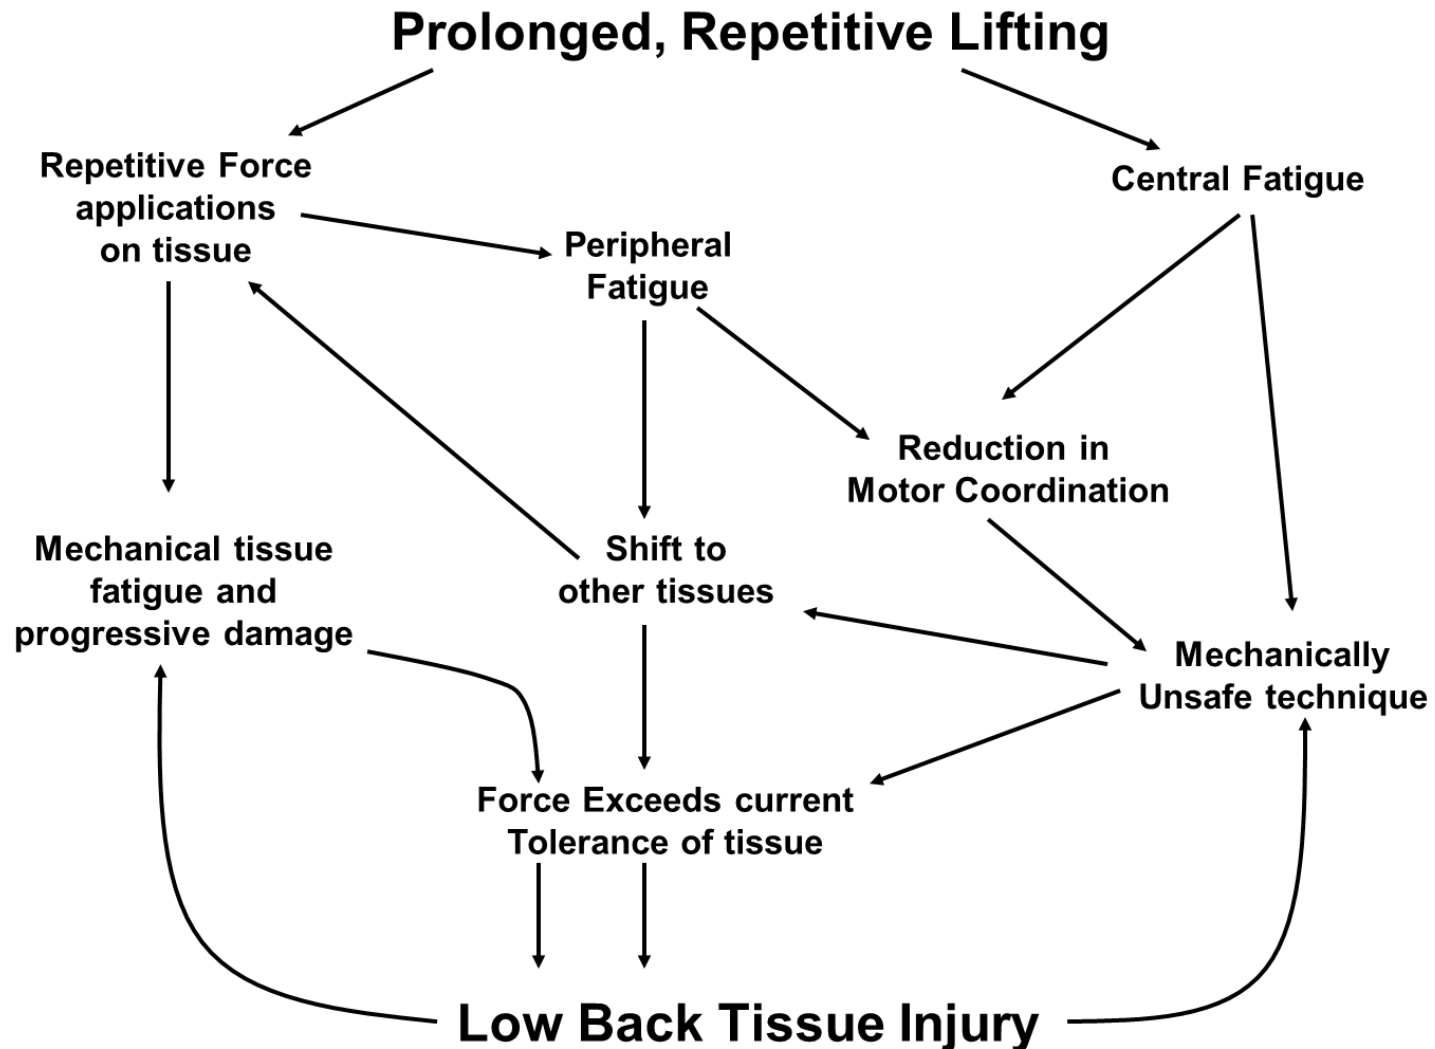 Prolonged, Repetitive Lifting
Repetitive Force
applications
on tissue
Central Fatigue
Peripheral
Fatigue
Reduction in
Motor Coordination
Mechanical tissue
fatigue and
progressive damage
Shift to
other tissues
Mechanically
Unsafe technique
Force Exceeds current
Tolerance of tissue
Low Back Tissue Injury